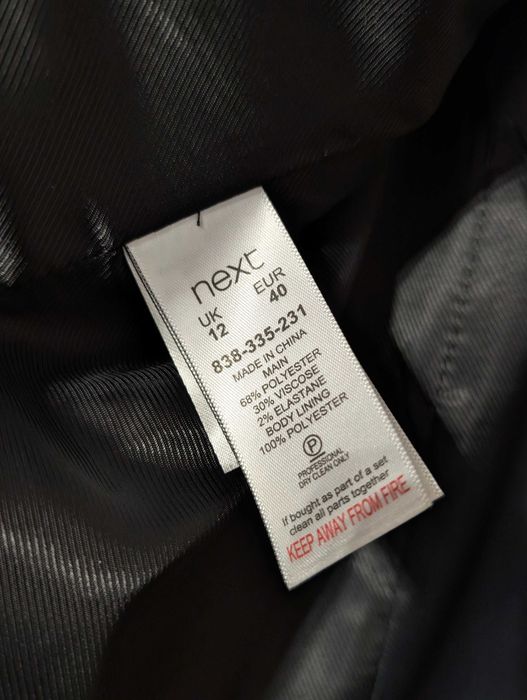 next
UK EUR
12 40
838-335-231
MADE IN CHINA
MAIN
68% POLYESTER
30% VISCOSE
2% ELASTANE
BODY LINING
100% POLYESTER
P
PROFESSIONAL
DRY CLEAN ONLY
If bought as part of a set
clean all parts together
KEEP AWAY FROM FIRE